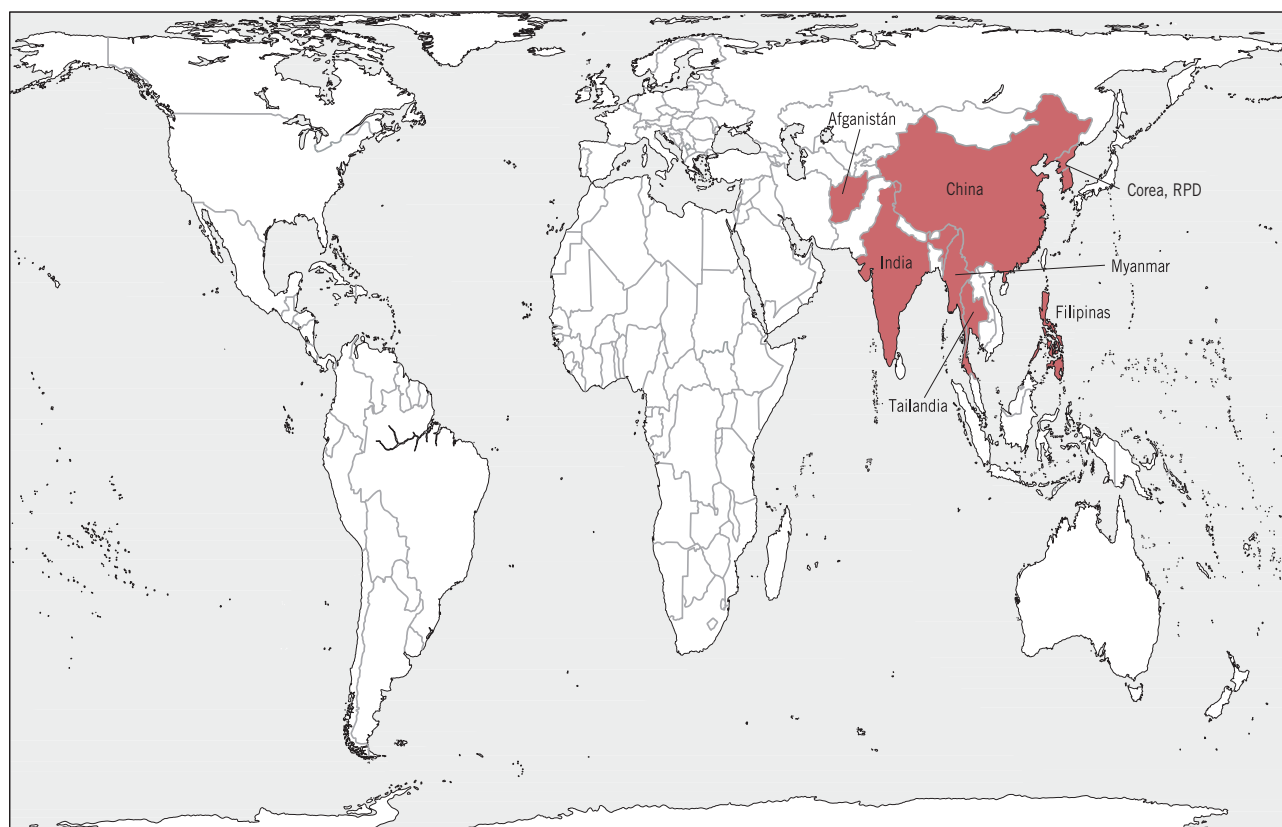 Afganistán
China
Corea, RPD
India
Myanmar
Filipinas
Tailandia